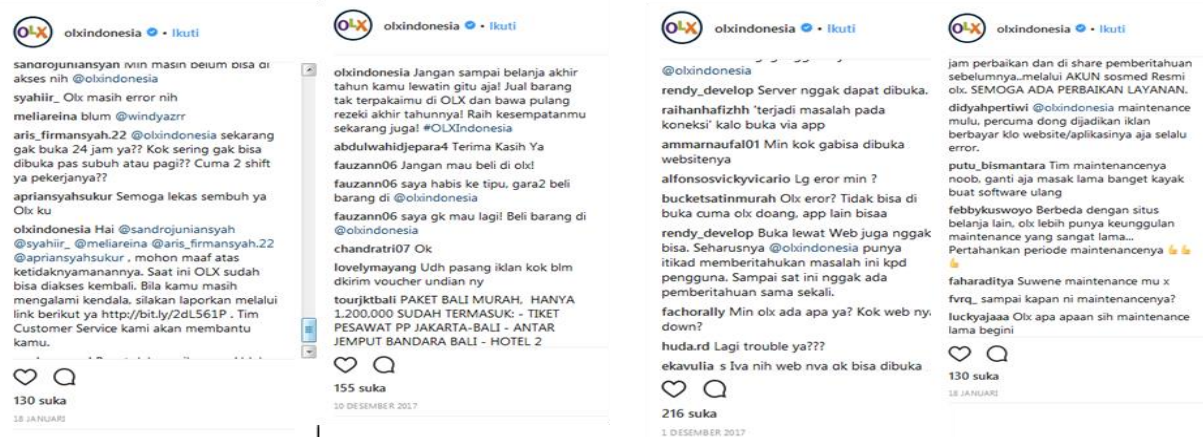 OLX olxindonesia • Ikuti
sandrojuniansyah Min masih belum bisa di
akses nih @olxindonesia
syahiir_ Olx masih error nih
meliareina blum @windyazrr
aris_firmansyah.22 @olxindonesia sekarang
gak buka 24 jam ya?? Kok sering gak bisa
dibuka pas subuh atau pagi?? Cuma 2 shift
ya pekerjanya??
apriansyahsukur Semoga lekas sembuh ya
Olx ku
olxindonesia Hai @sandrojuniansyah
@syahiir_ @meliareina @aris_firmansyah.22
@apriansyahsukur , mohon maaf atas
ketidaknyamanannya. Saat ini OLX sudah
bisa diakses kembali. Bila kamu masih
mengalami kendala, silakan laporkan melalui
link berikut ya http://bit.ly/2dL561P . Tim
Customer Service kami akan membantu
kamu.
130 suka
18 JANUARI
OLX olxindonesia • Ikuti
olxindonesia Jangan sampai belanja akhir
tahun kamu lewatin gitu aja! Jual barang
tak terpakaimu di OLX dan bawa pulang
rezeki akhir tahunnya! Raih kesempatanmu
sekarang juga! #OLXIndonesia
abdulwahidjepara4 Terima Kasih Ya
fauzann06 Jangan mau beli di olx!
fauzann06 saya habis ke tipu, gara2 beli
barang di @olxindonesia
fauzann06 saya gk mau lagi! Beli barang di
@olxindonesia
chandratri07 Ok
lovelymayang Udh pasang iklan kok blm
dkirim voucher undian ny
tourjktbali PAKET BALI MURAH, HANYA
1.200.000 SUDAH TERMASUK: - TIKET
PESAWAT PP JAKARTA-BALI - ANTAR
JEMPUT BANDARA BALI - HOTEL 2
155 suka
10 DESEMBER 2017
OLX olxindonesia • Ikuti
@olxindonesia
rendy_develop Server nggak dapat dibuka.
raihanhafizhh 'terjadi masalah pada
koneksi' kalo buka via app
ammarnaufal01 Min kok gabisa dibuka
websitenya
alfonsosvickyvicario Lg eror min ?
bucketsatinmurah Olx eror? Tidak bisa di
buka cuma olx doang, app lain bisaa
rendy_develop Buka lewat Web juga nggak
bisa. Seharusnya @olxindonesia punya
itikad memberitahukan masalah ini kpd
pengguna. Sampai sat ini nggak ada
pemberitahuan sama sekali.
fachorally Min olx ada apa ya? Kok web nya
down?
huda.rd Lagi trouble ya???
ekavulia s Iva nih web nya gk bisa dibuka
216 suka
1 DESEMBER 2017
OLX olxindonesia • Ikuti
jam perbaikan dan di share pemberitahuan
sebelumnya..melalui AKUN sosmed Resmi
olx. SEMOGA ADA PERBAIKAN LAYANAN.
didyahpertiwi @olxindonesia maintenance
mulu, percuma dong dijadikan iklan
berbayar klo website/aplikasinya aja selalu
error.
putu_bismantara Tim maintenancenya
noob, ganti aja masak lama banget kayak
buat software ulang
febbykuswoyo Berbeda dengan situs
belanja lain, olx lebih punya keunggulan
maintenance yang sangat lama...
Pertahankan periode maintenancenya 👍👍
👍
faharaditya Suwene maintenance mu x
fvrq_ sampai kapan ni maintenancenya?
luckyajaaa Olx apa apaan sih maintenance
lama begini
130 suka
18 JANUARI